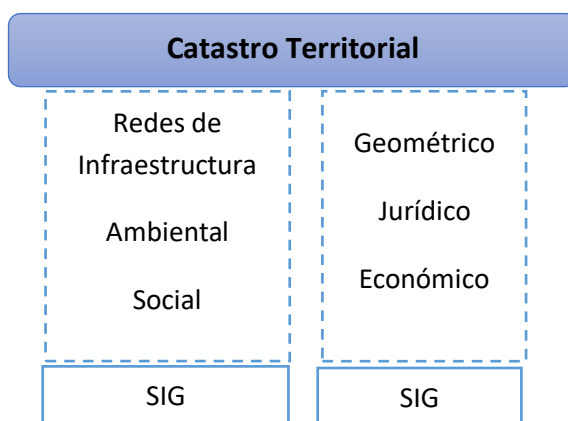 Catastro Territorial
Redes de
Infraestructura
Ambiental
Social
SIG
Geométrico
Jurídico
Económico
SIG